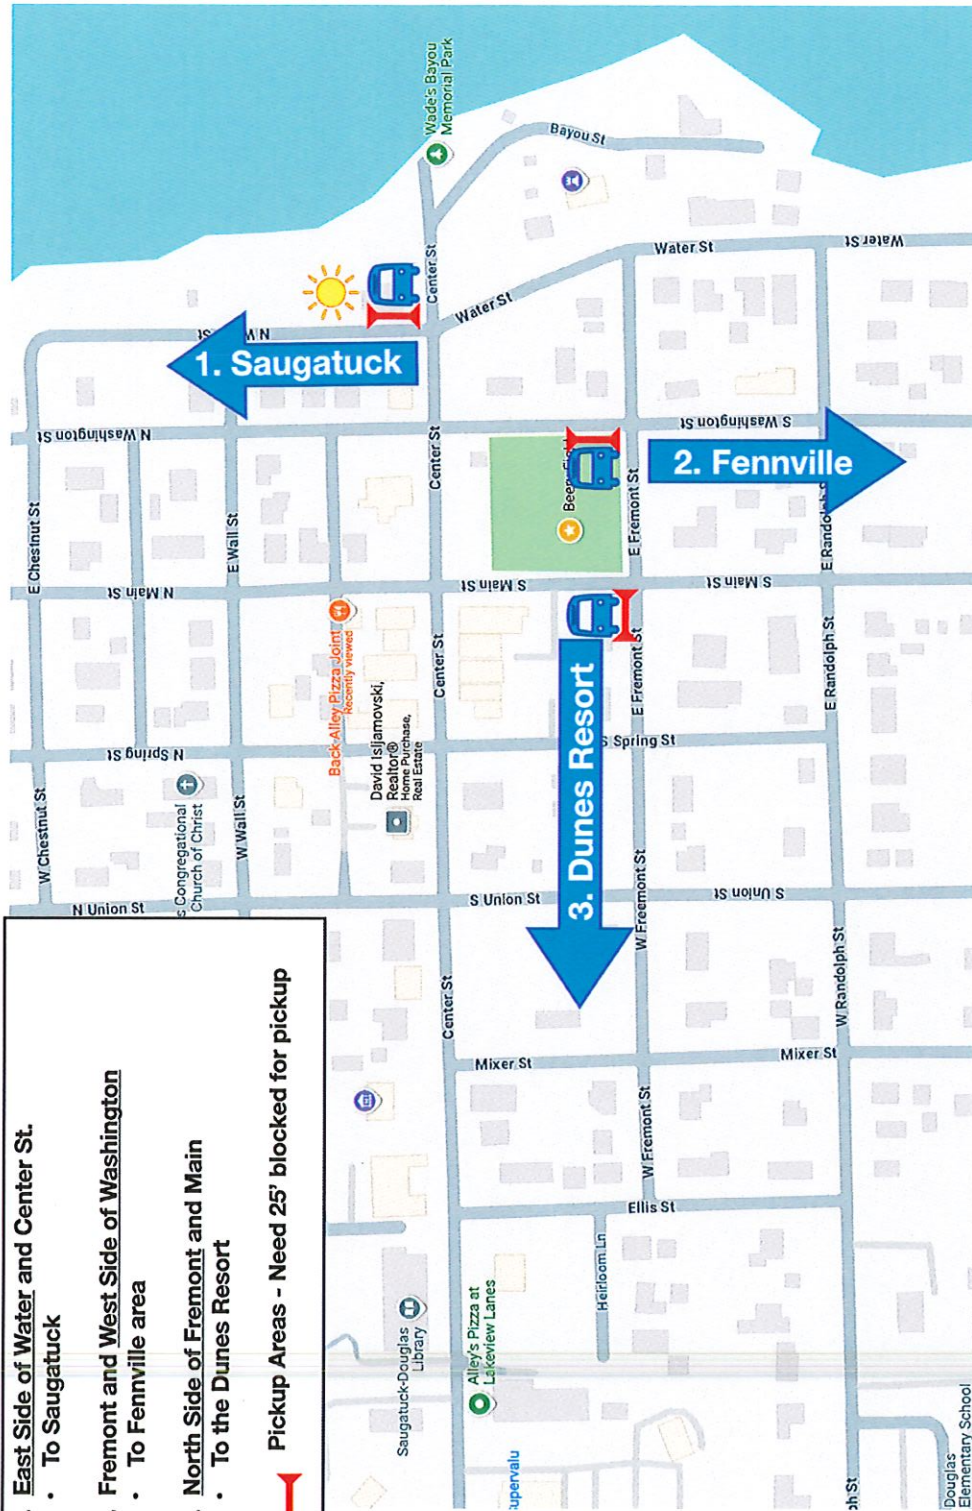 East Side of Water and Center St.
• To Saugatuck
Fremont and West Side of Washington
• To Fennville area
North Side of Fremont and Main
• To the Dunes Resort
Pickup Areas - Need 25' blocked for pickup
1. Saugatuck
2. Fennville
3. Dunes Resort
Wade's Bayou
Memorial Park
Bayou St
Center St
Water St
Water St
Water St
N Washington St
S Washington St
E Chestnut St
E Wall St
Center St
E Fremont St
N Main St
S Main St
S Main St
Back Alley Pizza Joint
Recently viewed
David Islijamovski,
Realtor®
Home Purchase,
Real Estate
Center St
E Fremont St
E Randolph St
N Spring St
S Spring St
Congregational
Church of Christ
W Chestnut St
W Wall St
N Union St
S Union St
S Union St
W Freemont St
W Randolph St
Center St
Mixer St
Mixer St
W Fremont St
Ellis St
Heirloom Ln
Saugatuck-Douglas
Library
Alley's Pizza at
Lakeview Lanes
Douglas
Elementary School